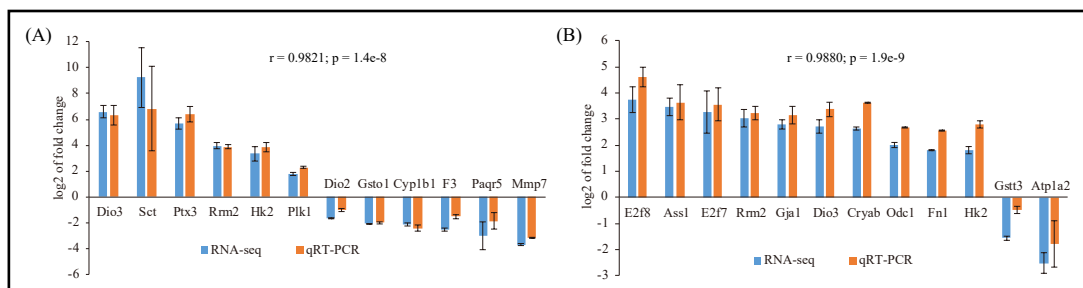 (A)
r = 0.9821; p = 1.4e-8
log2 of fold change
12
10
8
6
4
2
0
-2
-4
-6
Dio3 Sct Ptx3 Rrm2 Hk2 Plk1
Dio2 Gsto1 Cyp1b1 F3 Paqr5 Mmp7
RNA-seq qRT-PCR
(B)
r = 0.9880; p = 1.9e-9
log2 of fold change
6
5
4
3
2
1
0
-1
-2
-3
E2f8 Ass1 E2f7 Rrm2 Gja1 Dio3 Cryab Odc1 Fn1 Hk2
Gstt3 Atp1a2
RNA-seq qRT-PCR